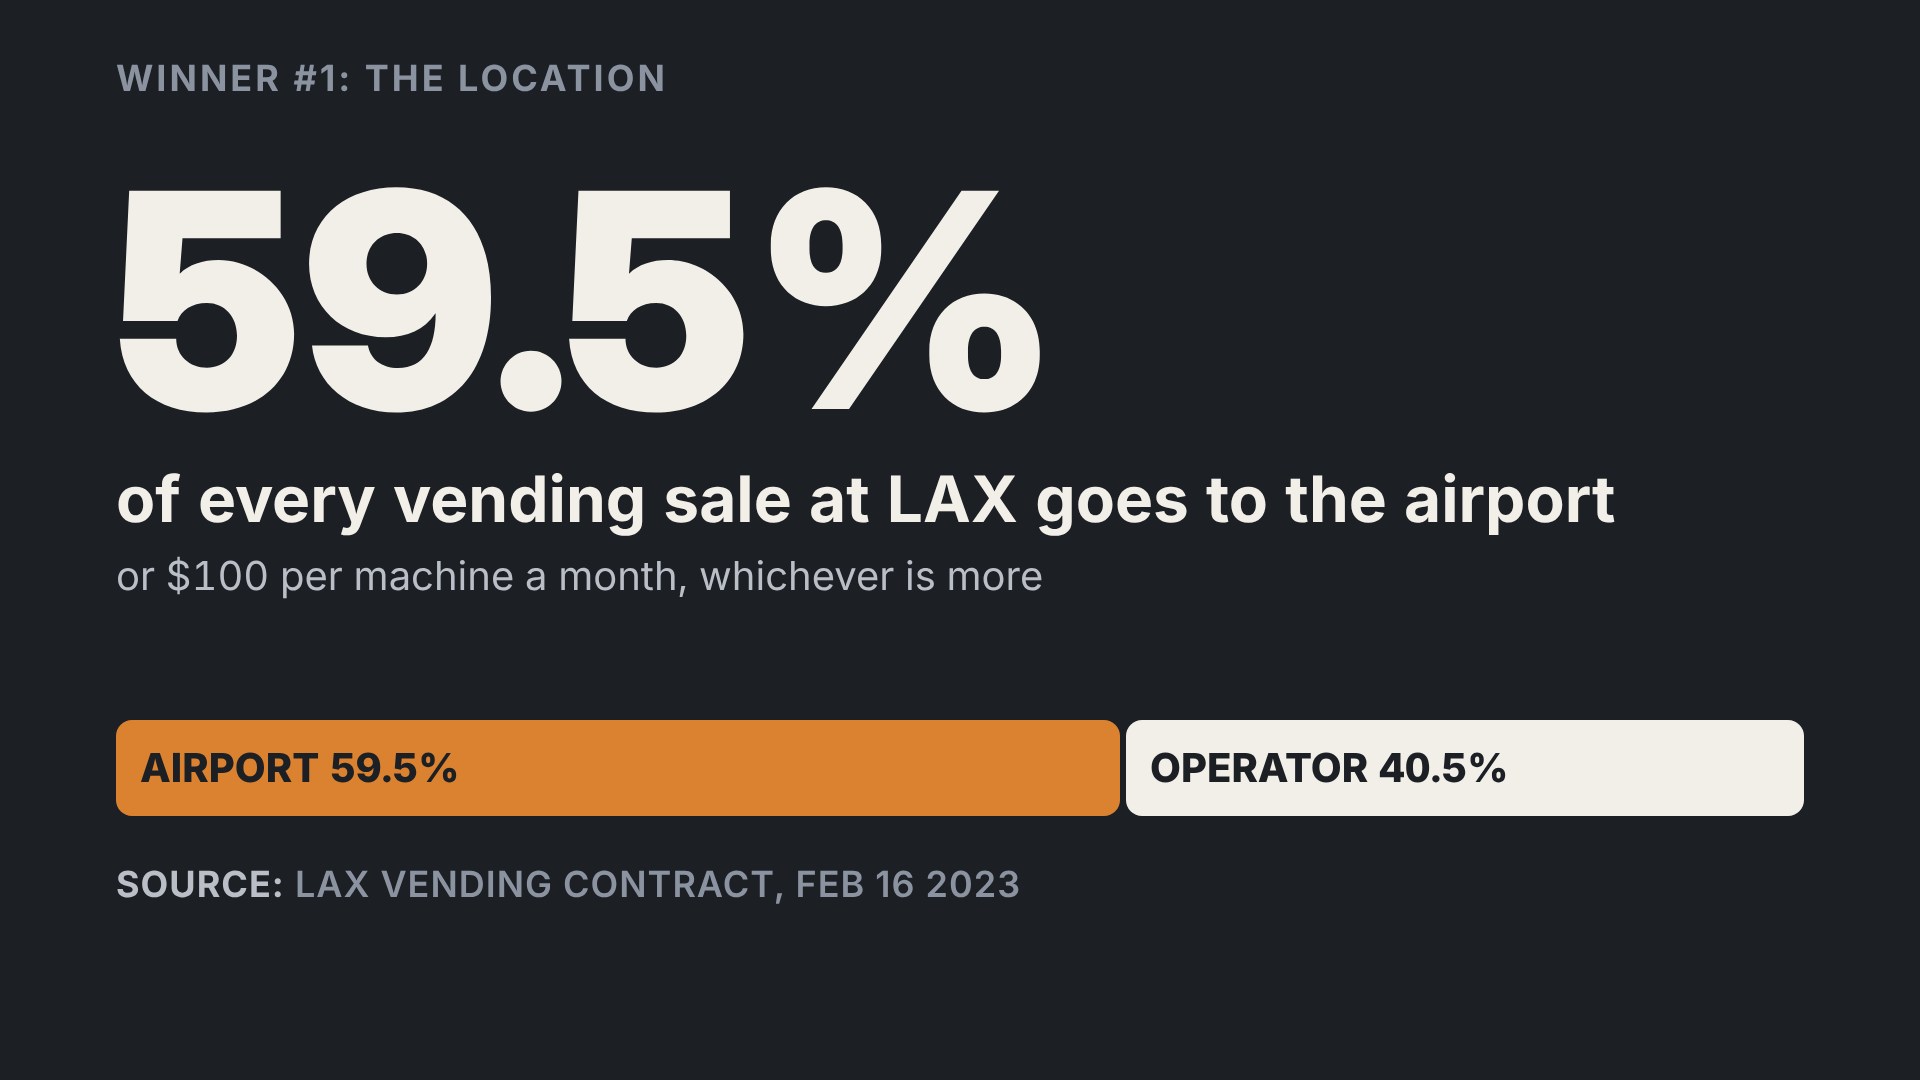 WINNER #1: THE LOCATION
59.5%
of every vending sale at LAX goes to the airport
or $100 per machine a month, whichever is more
AIRPORT 59.5%
OPERATOR 40.5%
SOURCE: LAX VENDING CONTRACT, FEB 16 2023